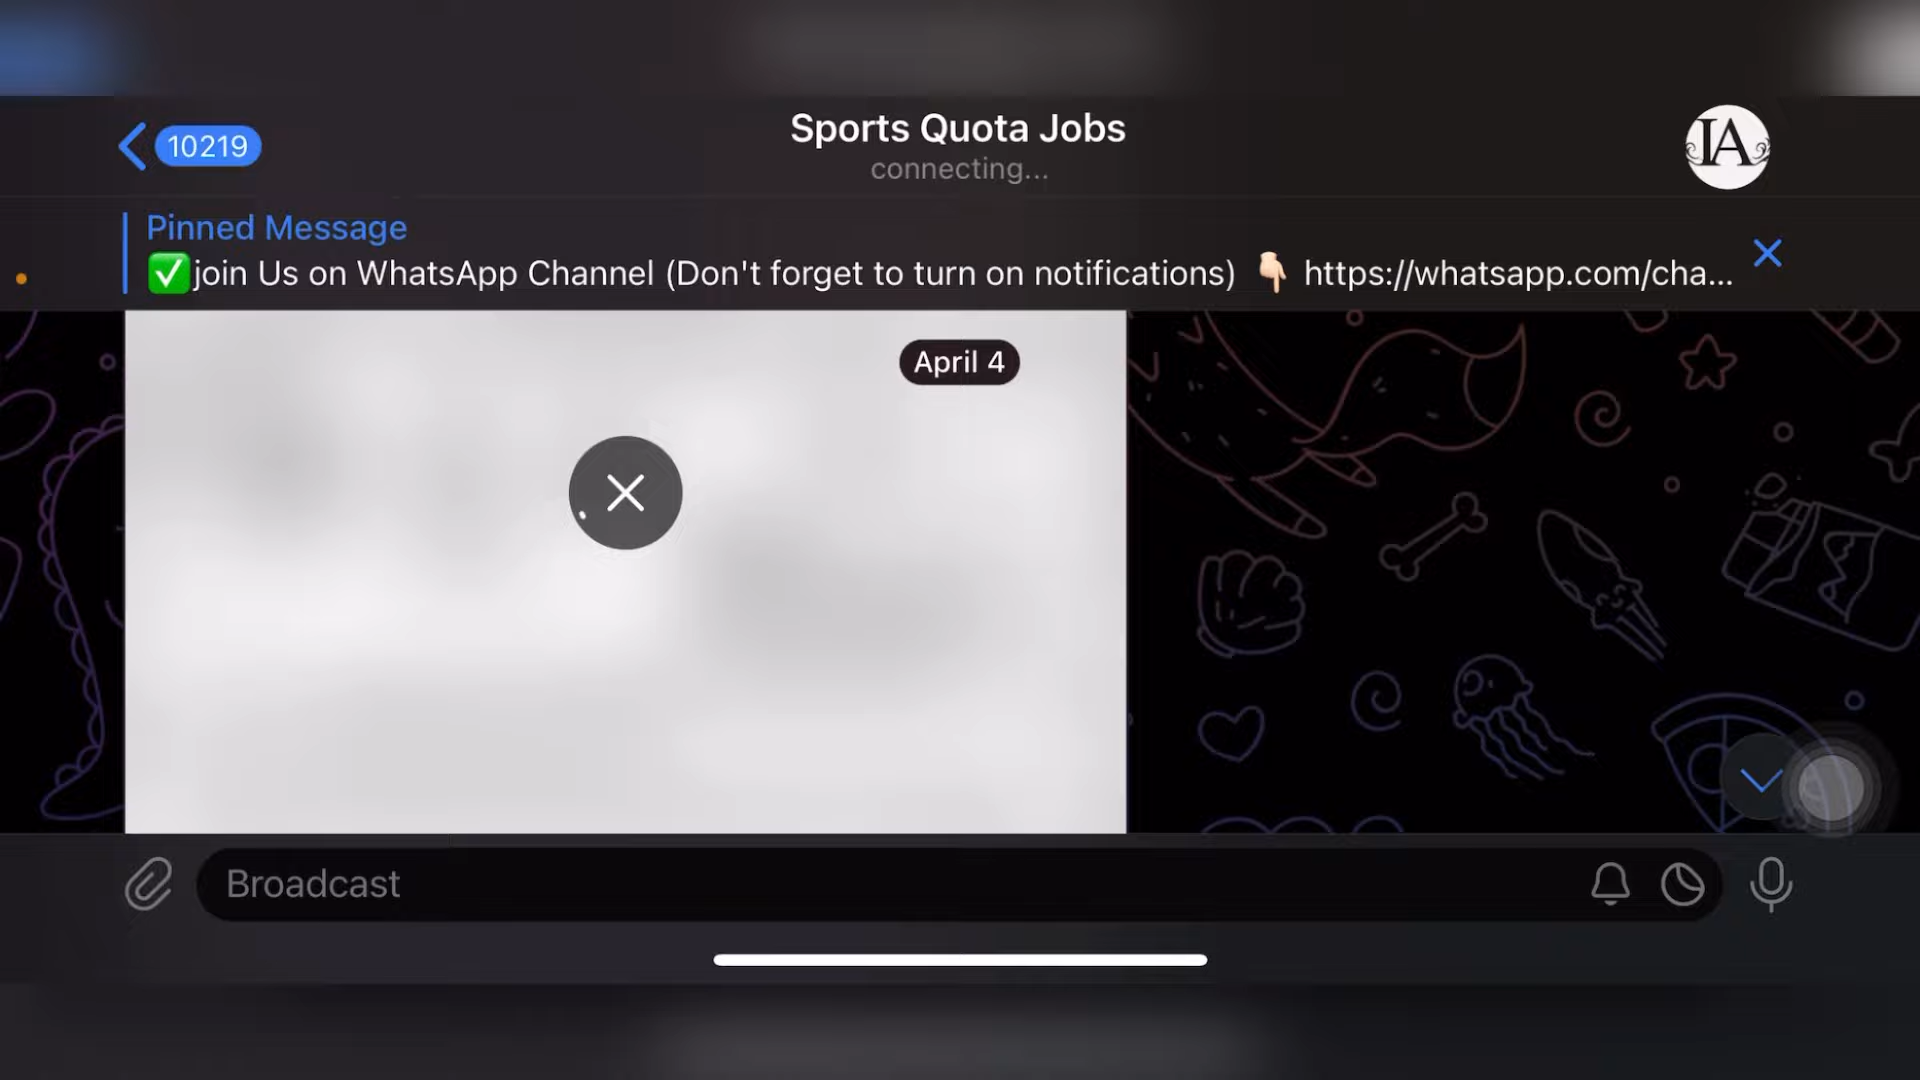 10219
Sports Quota Jobs
connecting...
IA
Pinned Message
✅join Us on WhatsApp Channel (Don't forget to turn on notifications) 👇🏻 https://whatsapp.com/cha...
April 4
Broadcast